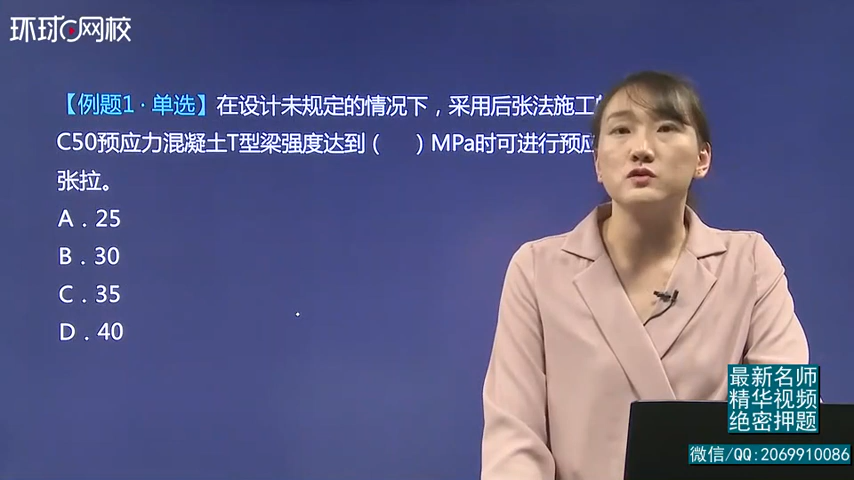 环球网校
【例题1·单选】在设计未规定的情况下，采用后张法施工
C50预应力混凝土T型梁强度达到（ ）MPa时可进行预应
张拉。
A．25
B．30
C．35
D．40
最新名师
精华视频
绝密押题
微信/QQ:2069910086